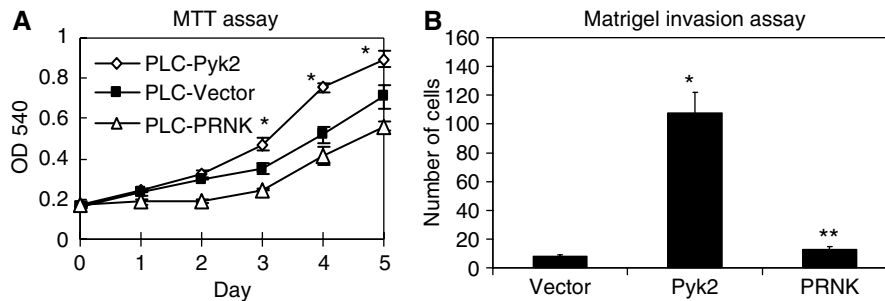 A
MTT assay
OD 540
1
0.8
0.6
0.4
0.2
0
PLC-Pyk2
PLC-Vector
PLC-PRNK
*
*
*
0 1 2 3 4 5
Day
B
Matrigel invasion assay
Number of cells
160
140
120
100
80
60
40
20
0
*
**
Vector Pyk2 PRNK